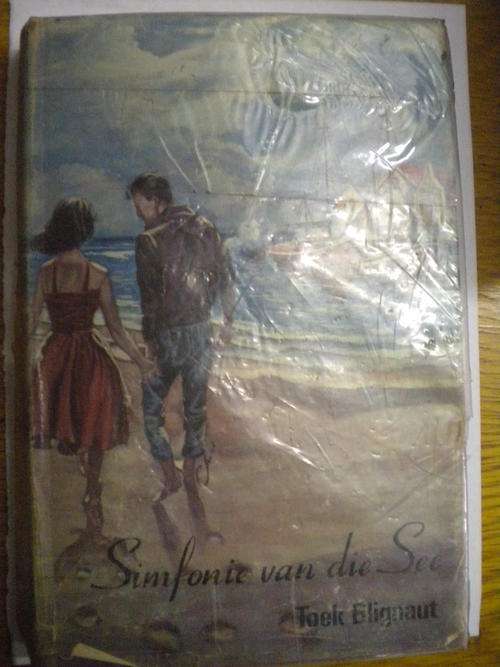 Simfonie van die See
Toek Blignaut